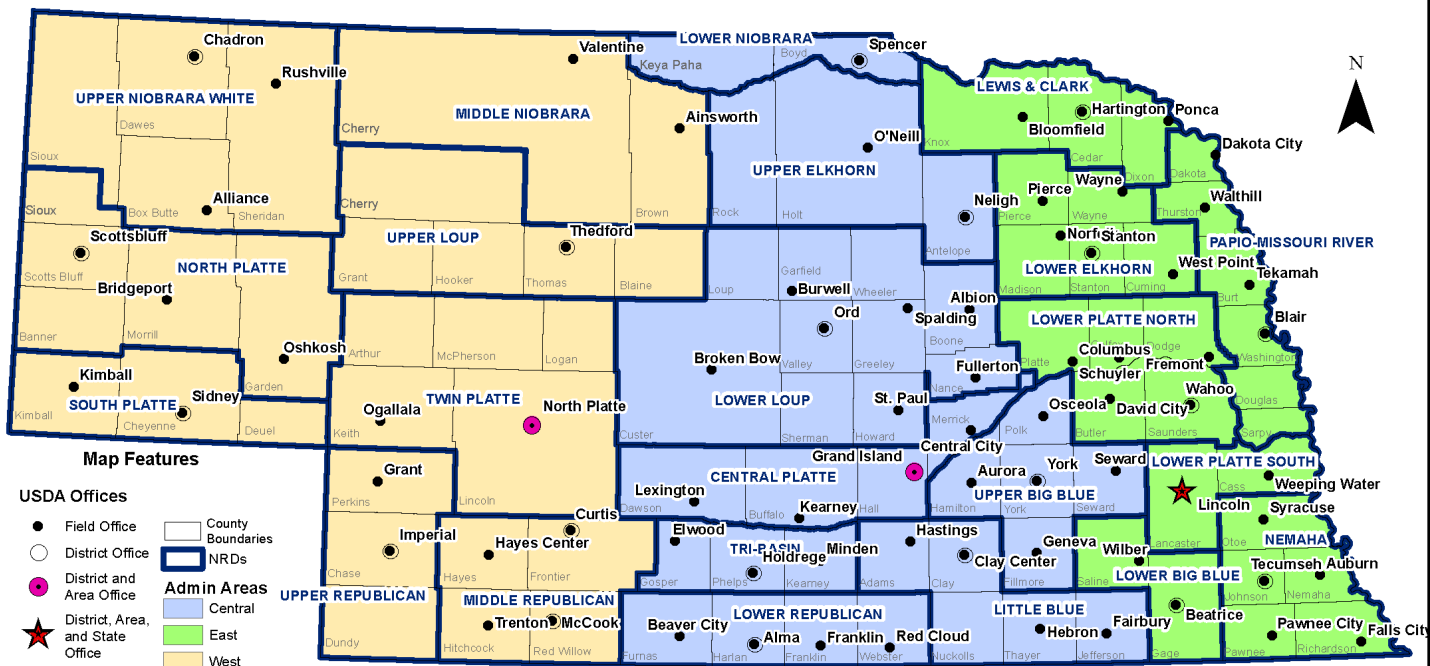 LOWER NIOBRARA
Boyd
Spencer
Chadron
Valentine
Keya Paha
N
Rushville
UPPER NIOBRARA WHITE
LEWIS & CLARK
Dawes
Cherry
MIDDLE NIOBRARA
Ainsworth
Hartington
Ponca
Bloomfield
O'Neill
Knox
Dakota City
Sioux
UPPER ELKHORN
Cedar
Dixon
Dakota
Wayne
Pierce
Alliance
Cherry
Walthill
Neligh
Sioux
Box Butte
Sheridan
Brown
Rock
Holt
Pierce
Wayne
Thurston
Scottsbluff
UPPER LOUP
Thedford
Antelope
Norfolk
Stanton
PAPIO-MISSOURI RIVER
NORTH PLATTE
LOWER ELKHORN
West Point
Tekamah
Scotts Bluff
Grant
Hooker
Thomas
Blaine
Garfield
Loup
Wheeler
Madison
Stanton
Cuming
Burt
Bridgeport
Burwell
Albion
Ord
Spalding
LOWER PLATTE NORTH
Blair
Banner
Morrill
Oshkosh
Arthur
McPherson
Logan
Boone
Broken Bow
Valley
Greeley
Columbus
Platte
Dodge
Washington
Fremont
Kimball
Garden
Fullerton
Schuyler
Nance
Sidney
SOUTH PLATTE
TWIN PLATTE
North Platte
LOWER LOUP
St. Paul
Wahoo
Ogallala
Osceola
David City
Douglas
Kimball
Cheyenne
Deuel
Keith
Custer
Sherman
Howard
Merrick
Polk
Butler
Saunders
Sarpy
Central City
Map Features
Grand Island
LOWER PLATTE SOUTH
Grant
CENTRAL PLATTE
Aurora
York
Seward
USDA Offices
Perkins
Lincoln
Lexington
UPPER BIG BLUE
Cass
Weeping Water
Dawson
Buffalo
Kearney
Hall
Hamilton
York
Seward
Lincoln
Syracuse
Field Office
County
Boundaries
District Office
NRDs
Imperial
Curtis
Elwood
Hastings
Lancaster
Otoe
NEMAHA
Hayes Center
TRI-BASIN
Minden
Geneva
Wilber
Holdrege
Clay Center
LOWER BIG BLUE
Tecumseh
Auburn
District and
Area Office
Admin Areas
Chase
Hayes
Frontier
Gosper
Phelps
Kearney
Adams
Clay
Fillmore
Saline
Johnson
Nemaha
UPPER REPUBLICAN
MIDDLE REPUBLICAN
LOWER REPUBLICAN
LITTLE BLUE
Beatrice
Central
District, Area,
and State
Office
Trenton
McCook
Beaver City
Alma
Franklin
Red Cloud
Hebron
Fairbury
Pawnee City
Falls City
East
Dundy
Hitchcock
Red Willow
Furnas
Harlan
Franklin
Webster
Nuckolls
Thayer
Jefferson
Gage
Pawnee
Richardson
West